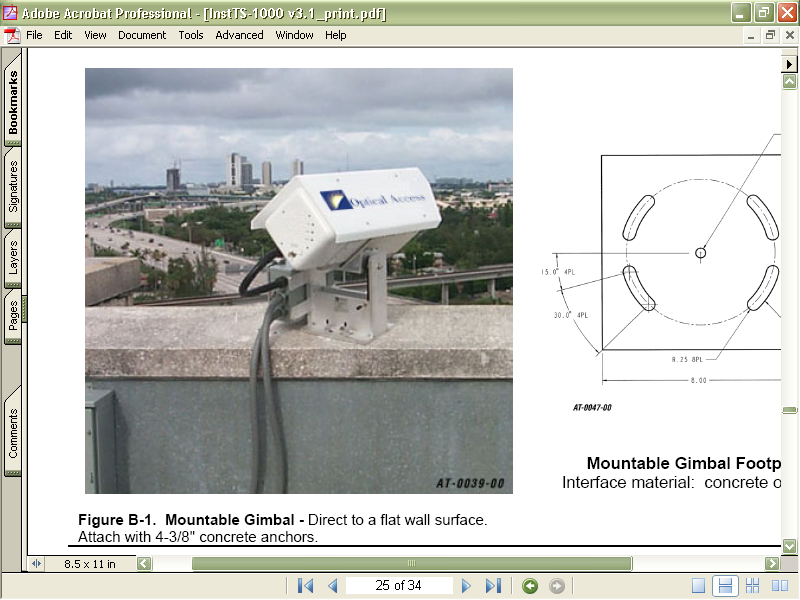 Adobe Acrobat Professional - [InstTS-1000 v3.1_print.pdf]
File Edit View Document Tools Advanced Window Help
Bookmarks
Signatures
Layers
Pages
Comments
Optical Access
AT-0039-00
15.0° 4PL
30.0° 4PL
R.25 8PL
8.00
AT-0047-00
Mountable Gimbal Footp
Interface material: concrete o
Figure B-1. Mountable Gimbal - Direct to a flat wall surface.
Attach with 4-3/8" concrete anchors.
8.5 x 11 in
25 of 34